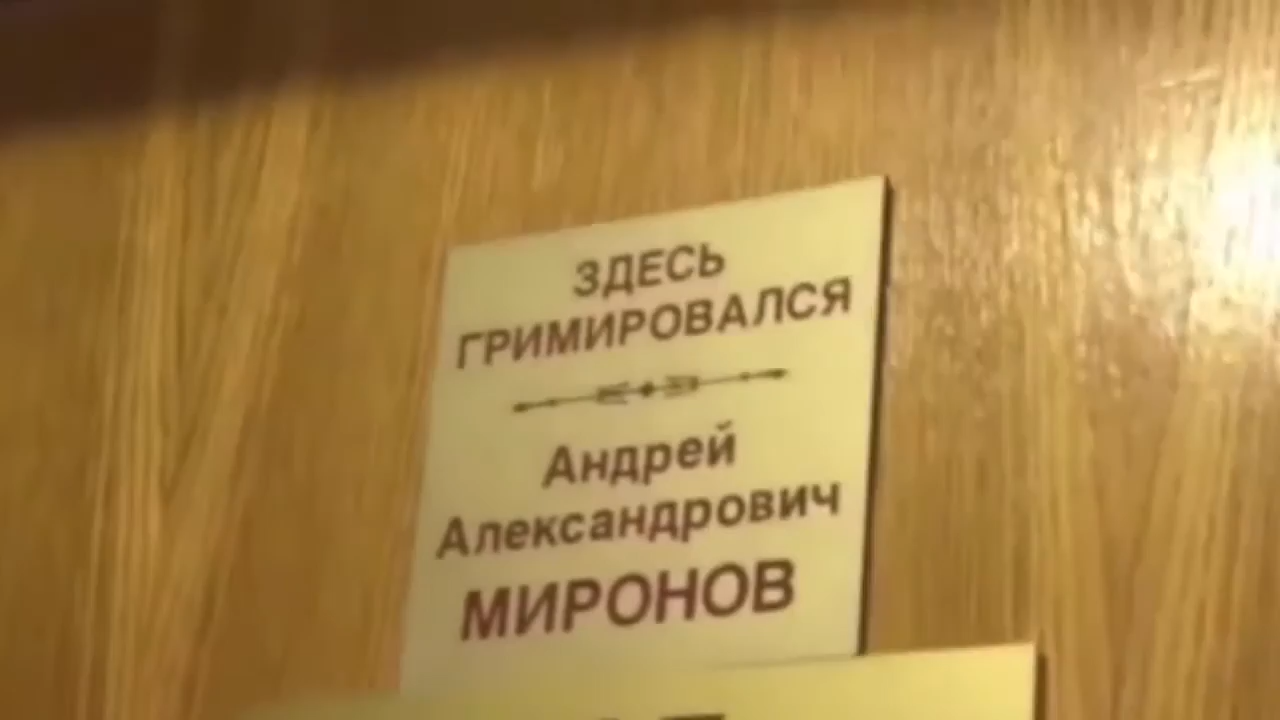 ЗДЕСЬ
ГРИМИРОВАЛСЯ
Андрей
Александрович
МИРОНОВ